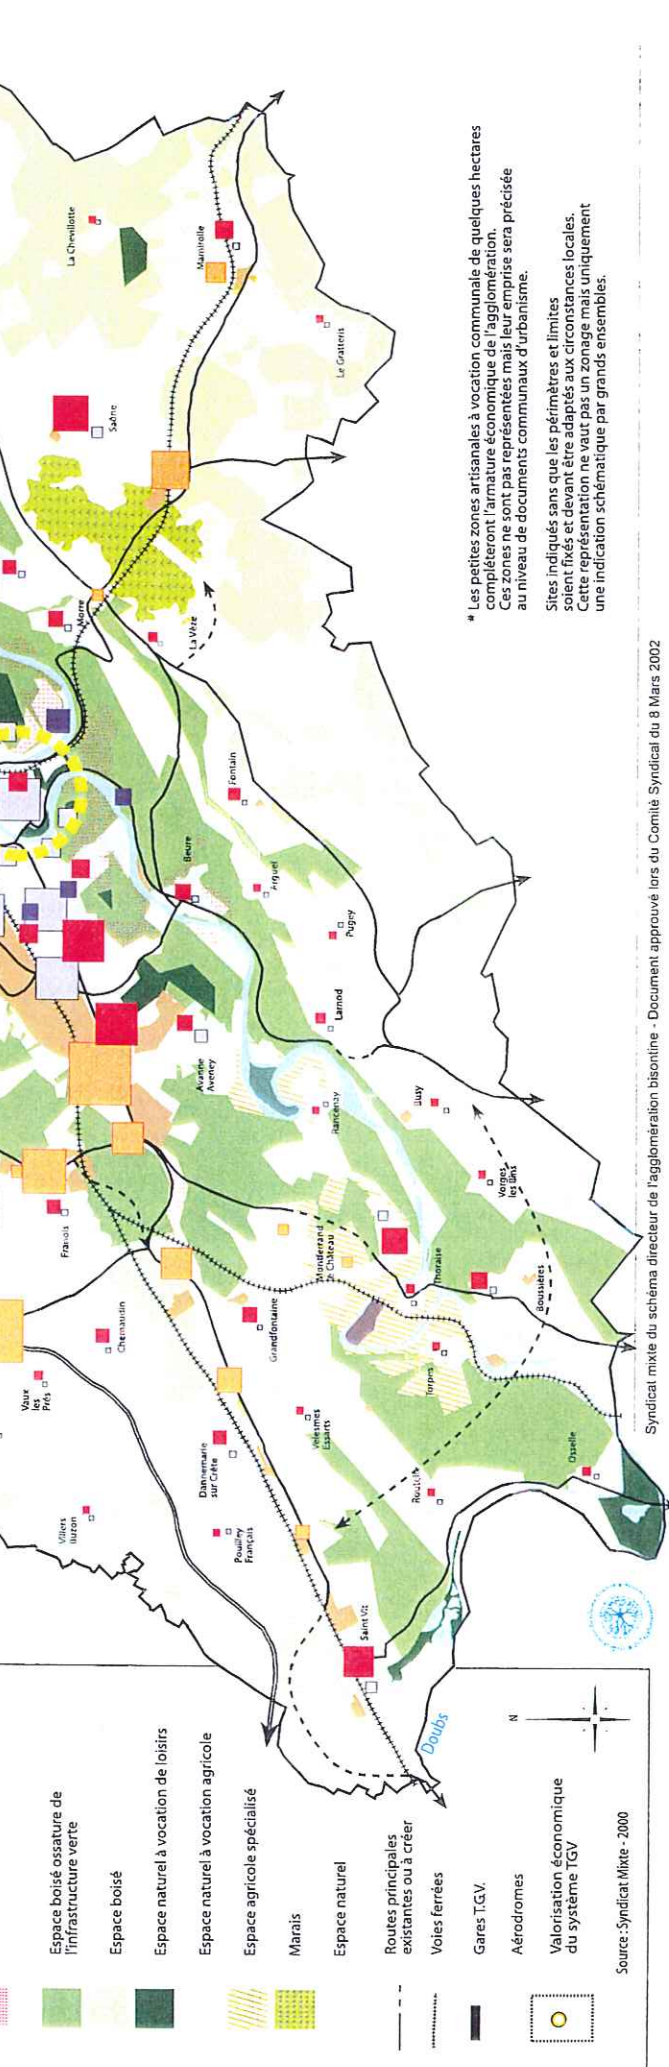 La Chevillotte
Mamirolle
Le Gratteris
Saône
Morre
La Vèze
Fontain
Beure
Arguel
Pugey
Larnod
Avanne
Aveney
Rancenay
Busy
Vorges
les Pins
Franois
Montferrand
le Château
Thoraise
Boussières
Chemaudin
Grandfontaine
Torpes
Vaux
les
Prés
Dannemarie
sur Crête
Velesmes
Essarts
Osselle
Villers
Buzon
Pouilley
Français
Routelle
Saint Vit
Doubs
* Les petites zones artisanales à vocation communale de quelques hectares
compléteront l'armature économique de l'agglomération.
Ces zones ne sont pas représentées mais leur emprise sera précisée
au niveau de documents communaux d'urbanisme.
Sites indiqués sans que les périmètres et limites
soient fixés et devant être adaptés aux circonstances locales.
Cette représentation ne vaut pas un zonage mais uniquement
une indication schématique par grands ensembles.
Espace boisé ossature de
l'infrastructure verte
Espace boisé
Espace naturel à vocation de loisirs
Espace naturel à vocation agricole
Espace agricole spécialisé
Marais
Espace naturel
Routes principales
existantes ou à créer
Voies ferrées
Gares T.G.V.
Aérodromes
Valorisation économique
du système TGV
N
Source : Syndicat Mixte - 2000
Syndicat mixte du schéma directeur de l'agglomération bisontine - Document approuvé lors du Comité Syndical du 8 Mars 2002